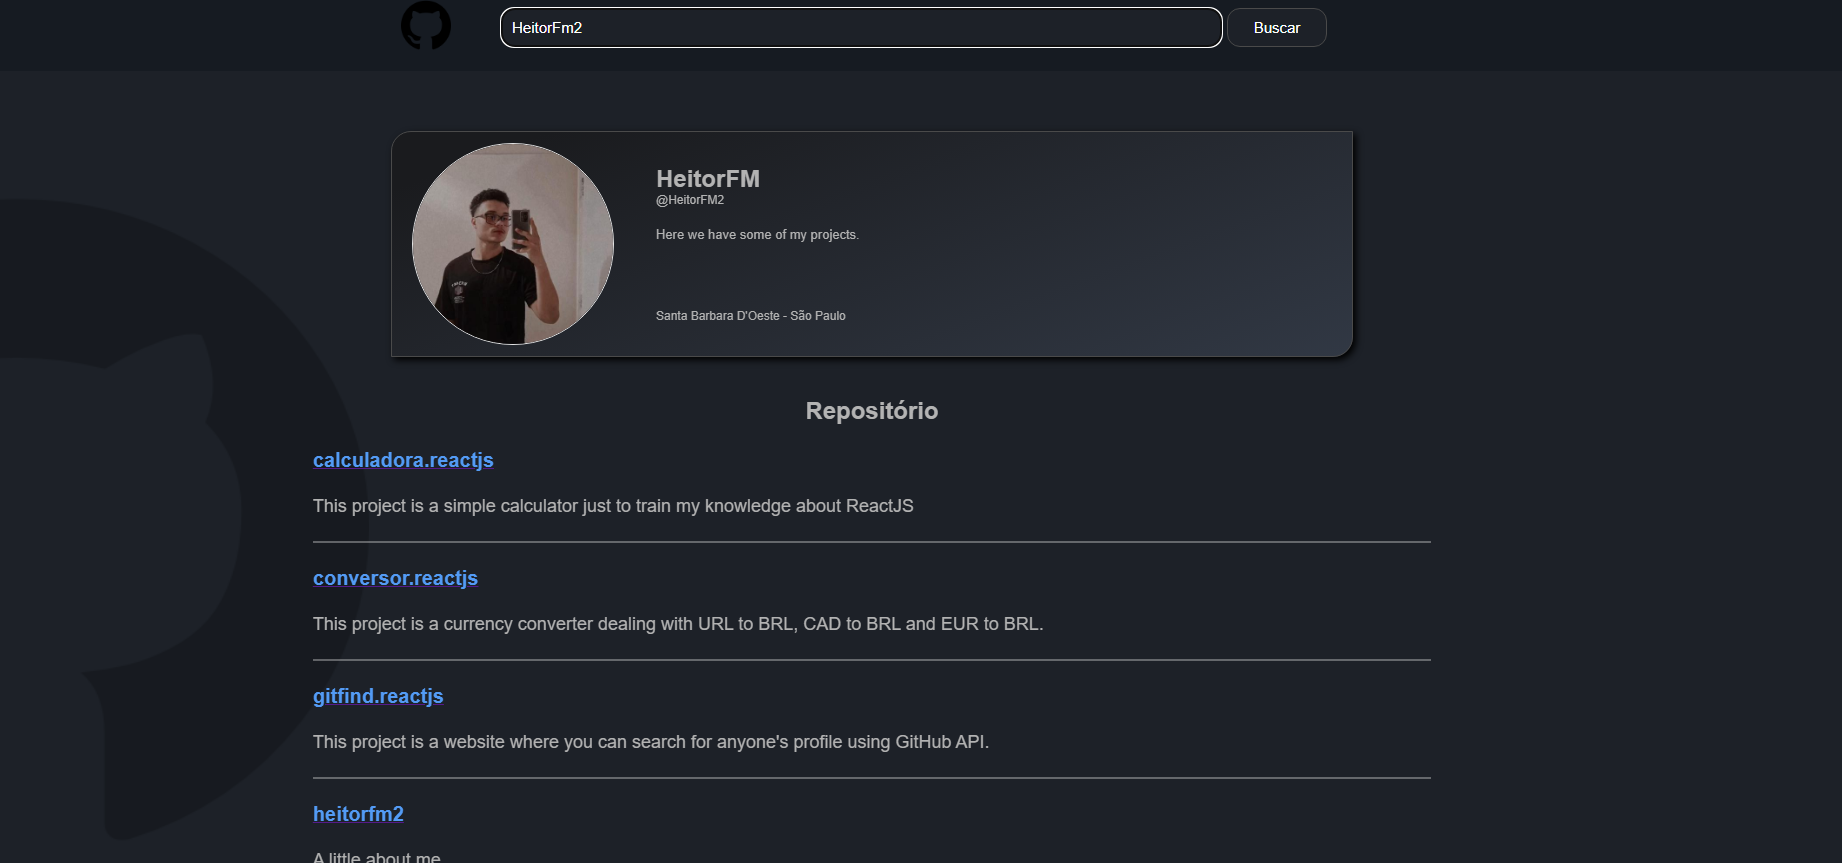 HeitorFm2
Buscar
HeitorFM
@HeitorFM2
Here we have some of my projects.
Santa Barbara D'Oeste - São Paulo
Repositório
calculadora.reactjs
This project is a simple calculator just to train my knowledge about ReactJS
conversor.reactjs
This project is a currency converter dealing with URL to BRL, CAD to BRL and EUR to BRL.
gitfind.reactjs
This project is a website where you can search for anyone's profile using GitHub API.
heitorfm2
A little about me